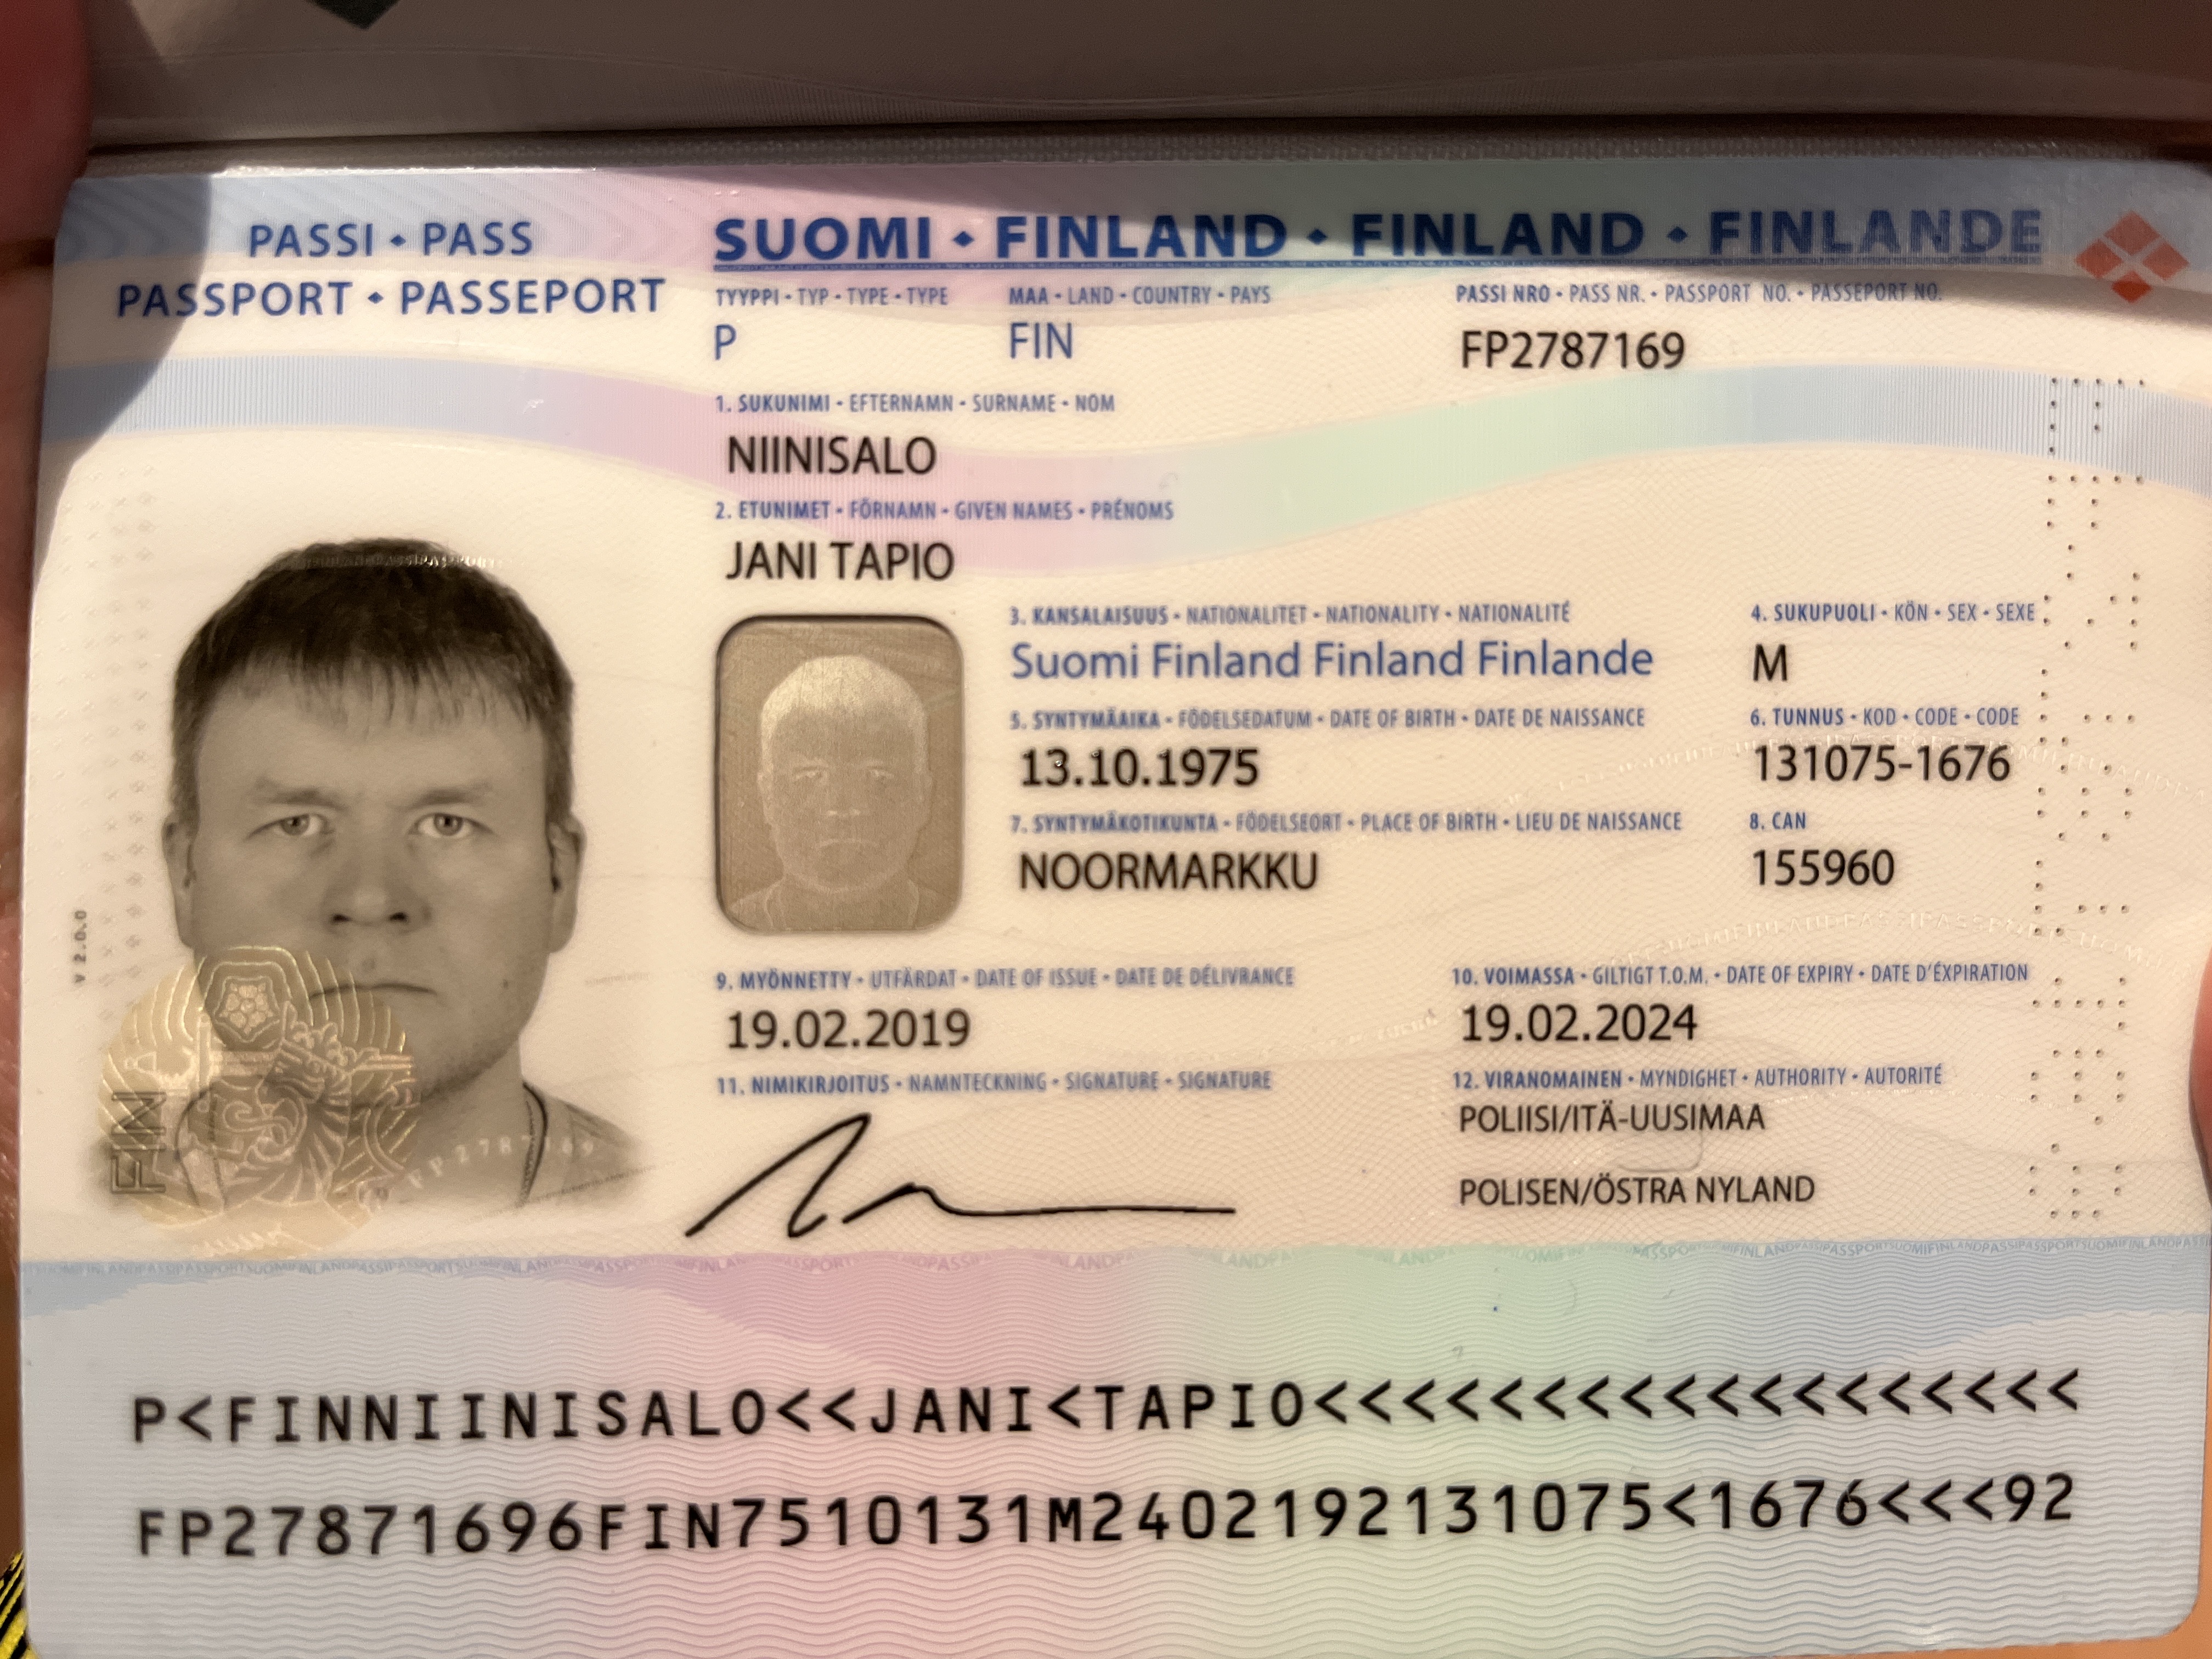 PASSI • PASS
PASSPORT • PASSEPORT
SUOMI • FINLAND • FINLAND • FINLANDE
TYYPPI • TYP • TYPE • TYPE
MAA • LAND • COUNTRY • PAYS
PASSI NRO • PASS NR. • PASSPORT NO. • PASSEPORT NO.
P
FIN
FP2787169
1. SUKUNIMI • EFTERNAMN • SURNAME • NOM
NIINISALO
2. ETUNIMET • FÖRNAMN • GIVEN NAMES • PRÉNOMS
JANI TAPIO
3. KANSALAISUUS • NATIONALITET • NATIONALITY • NATIONALITÉ
4. SUKUPUOLI • KÖN • SEX • SEXE
Suomi Finland Finland Finlande
M
5. SYNTYMÄAIKA • FÖDELSEDATUM • DATE OF BIRTH • DATE DE NAISSANCE
6. TUNNUS • KOD • CODE • CODE
13.10.1975
131075-1676
7. SYNTYMÄKOTIKUNTA • FÖDELSEORT • PLACE OF BIRTH • LIEU DE NAISSANCE
8. CAN
NOORMARKKU
155960
9. MYÖNNETTY • UTFÄRDAT • DATE OF ISSUE • DATE DE DÉLIVRANCE
10. VOIMASSA • GILTIGT T.O.M. • DATE OF EXPIRY • DATE D'ÉXPIRATION
19.02.2019
19.02.2024
11. NIMIKIRJOITUS • NAMNTECKNING • SIGNATURE • SIGNATURE
12. VIRANOMAINEN • MYNDIGHET • AUTHORITY • AUTORITÉ
POLIISI/ITÄ-UUSIMAA
POLISEN/ÖSTRA NYLAND
v 2.0.0
FIN
P<FINNIINISALO<<JANI<TAPIO<<<<<<<<<<<<<<<<<<
FP27871696FIN7510131M2402192131075<1676<<<92